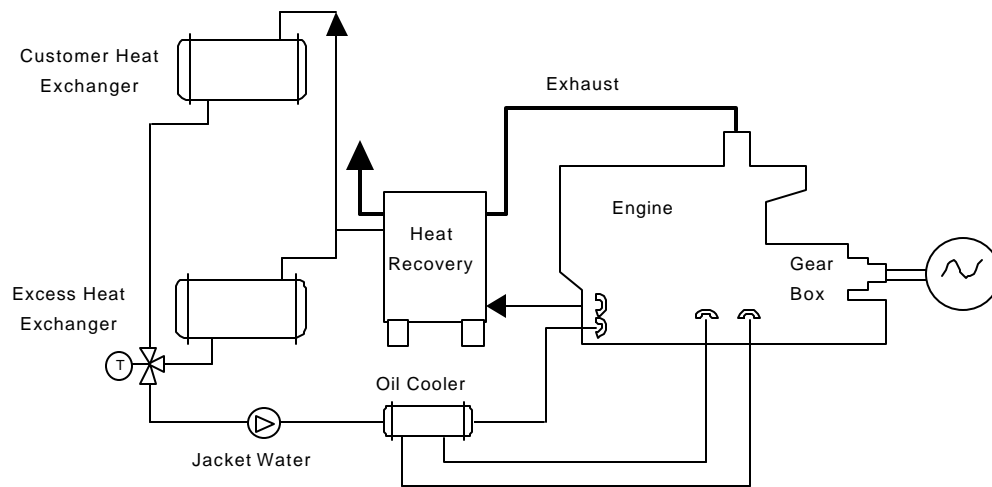 Customer Heat
Exchanger
Exhaust
Engine
Heat
Recovery
Gear
Box
Excess Heat
Exchanger
T
Oil Cooler
Jacket Water